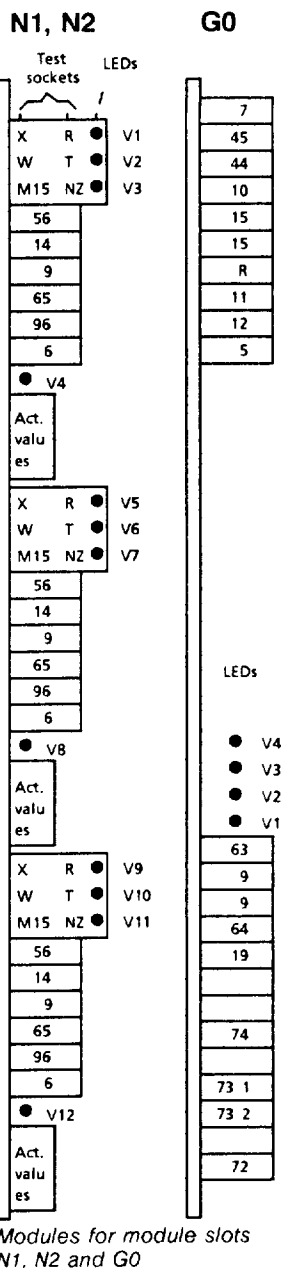 N1, N2
Test sockets
LEDs
X R V1
W T V2
M15 NZ V3
56
14
9
65
96
6
V4
Act.
valu
es
X R V5
W T V6
M15 NZ V7
56
14
9
65
96
6
V8
Act.
valu
es
X R V9
W T V10
M15 NZ V11
56
14
9
65
96
6
V12
Act.
valu
es
G0
7
45
44
10
15
15
R
11
12
5
LEDs
V4
V3
V2
V1
63
9
9
64
19
74
73 1
73 2
72
Modules for module slots
N1, N2 and G0